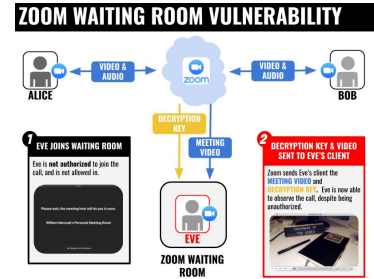 ZOOM WAITING ROOM VULNERABILITY
VIDEO &
AUDIO
zoom
VIDEO &
AUDIO
ALICE
BOB
DECRYPTION
KEY
MEETING
VIDEO
1
EVE JOINS WAITING ROOM
Eve is not authorized to join the
call, and is not allowed in.
Please wait, the meeting host will let you in soon.
William Marczak's Personal Meeting Room
EVE
ZOOM WAITING
ROOM
2
DECRYPTION KEY & VIDEO
SENT TO EVE'S CLIENT
Zoom sends Eve's client the
MEETING VIDEO and
DECRYPTION KEY. Eve is now able
to observe the call, despite being
unauthorized.
CHAIRMAN OF
THE BOARD